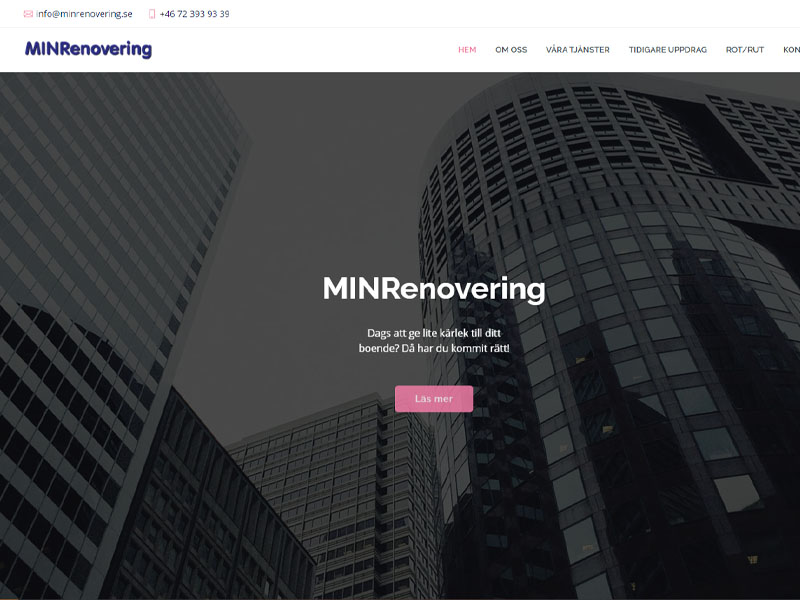 info@minrenovering.se +46 72 393 93 39
MINRenovering
HEM OM OSS VÅRA TJÄNSTER TIDIGARE UPPDRAG ROT/RUT KON
MINRenovering
Dags att ge lite kärlek till ditt
boende? Då har du kommit rätt!
Läs mer